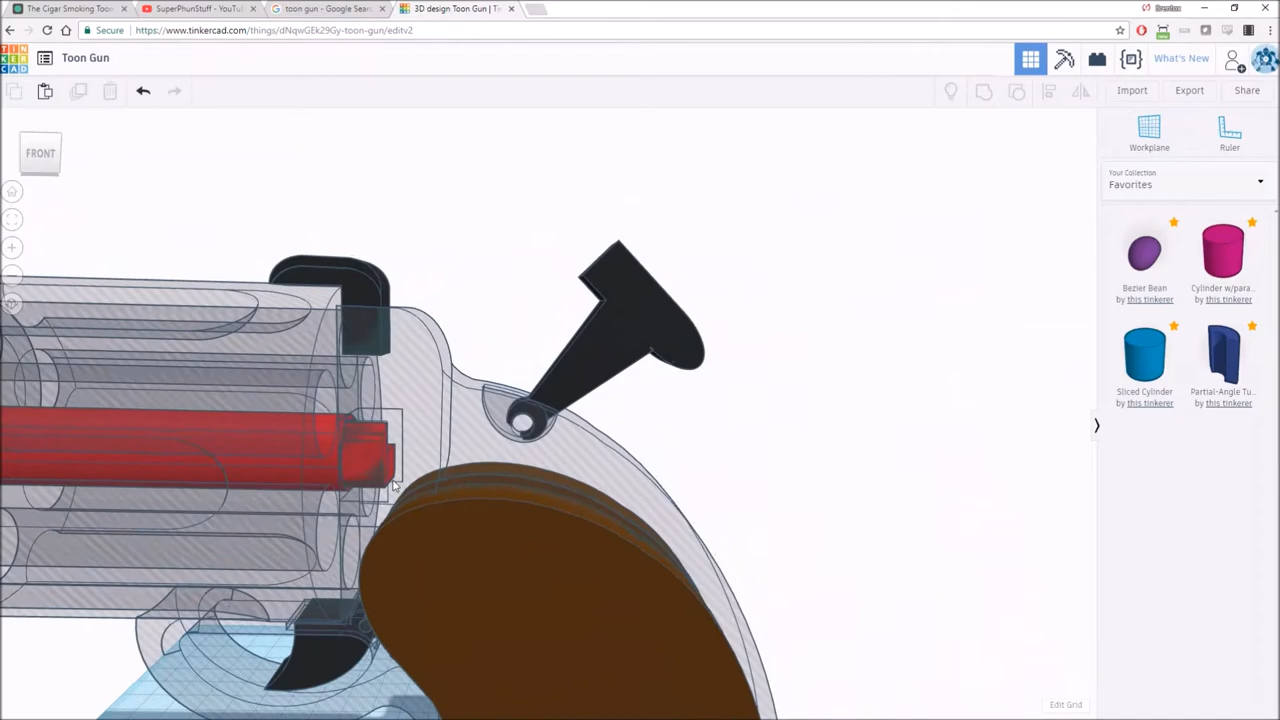 The Cigar Smoking Toon
SuperPhunStuff - YouTu
toon gun - Google Searc
3D design Toon Gun | Ti
Brentox
Secure
https://www.tinkercad.com/things/dNqwGEk29Gy-toon-gun/editv2
TIN
KER
CAD
Toon Gun
What's New
Import
Export
Share
FRONT
Workplane
Ruler
Your Collection
Favorites
Bezier Bean
by this tinkerer
Cylinder w/para...
by this tinkerer
Sliced Cylinder
by this tinkerer
Partial-Angle Tu...
by this tinkerer
Edit Grid